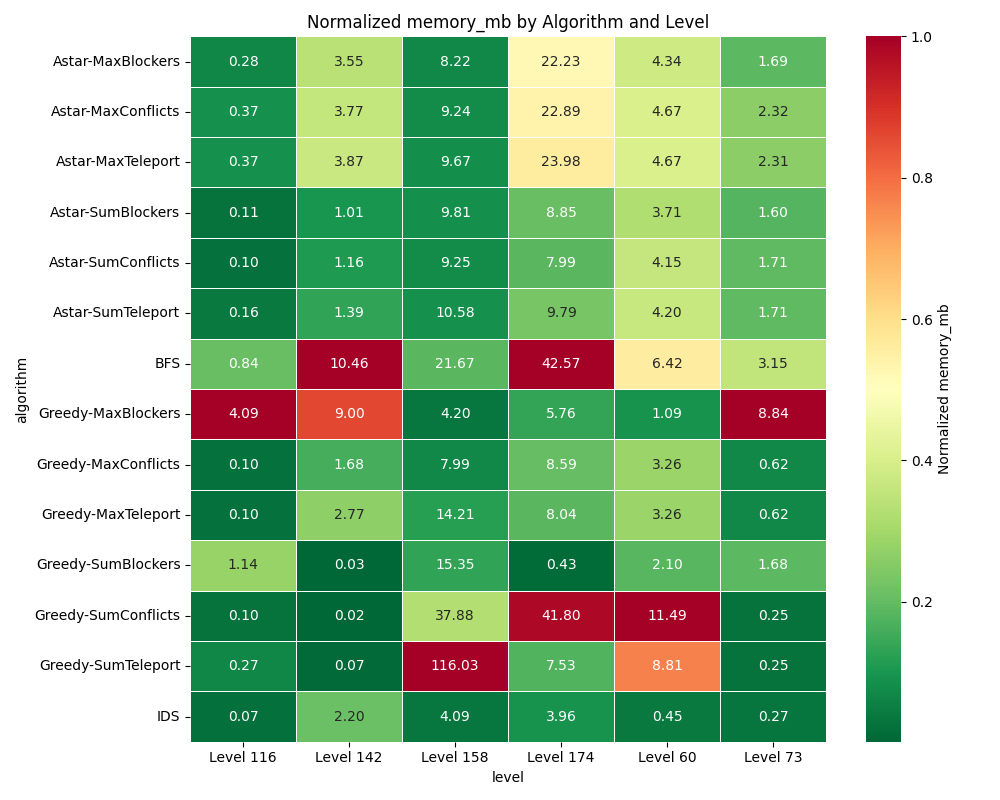 Normalized memory_mb by Algorithm and Level
Astar-MaxBlockers 0.28 3.55 8.22 22.23 4.34 1.69
Astar-MaxConflicts 0.37 3.77 9.24 22.89 4.67 2.32
Astar-MaxTeleport 0.37 3.87 9.67 23.98 4.67 2.31
Astar-SumBlockers 0.11 1.01 9.81 8.85 3.71 1.60
Astar-SumConflicts 0.10 1.16 9.25 7.99 4.15 1.71
Astar-SumTeleport 0.16 1.39 10.58 9.79 4.20 1.71
BFS 0.84 10.46 21.67 42.57 6.42 3.15
Greedy-MaxBlockers 4.09 9.00 4.20 5.76 1.09 8.84
Greedy-MaxConflicts 0.10 1.68 7.99 8.59 3.26 0.62
Greedy-MaxTeleport 0.10 2.77 14.21 8.04 3.26 0.62
Greedy-SumBlockers 1.14 0.03 15.35 0.43 2.10 1.68
Greedy-SumConflicts 0.10 0.02 37.88 41.80 11.49 0.25
Greedy-SumTeleport 0.27 0.07 116.03 7.53 8.81 0.25
IDS 0.07 2.20 4.09 3.96 0.45 0.27
Level 116 Level 142 Level 158 Level 174 Level 60 Level 73
level
algorithm
1.0
0.8
0.6
0.4
0.2
Normalized memory_mb